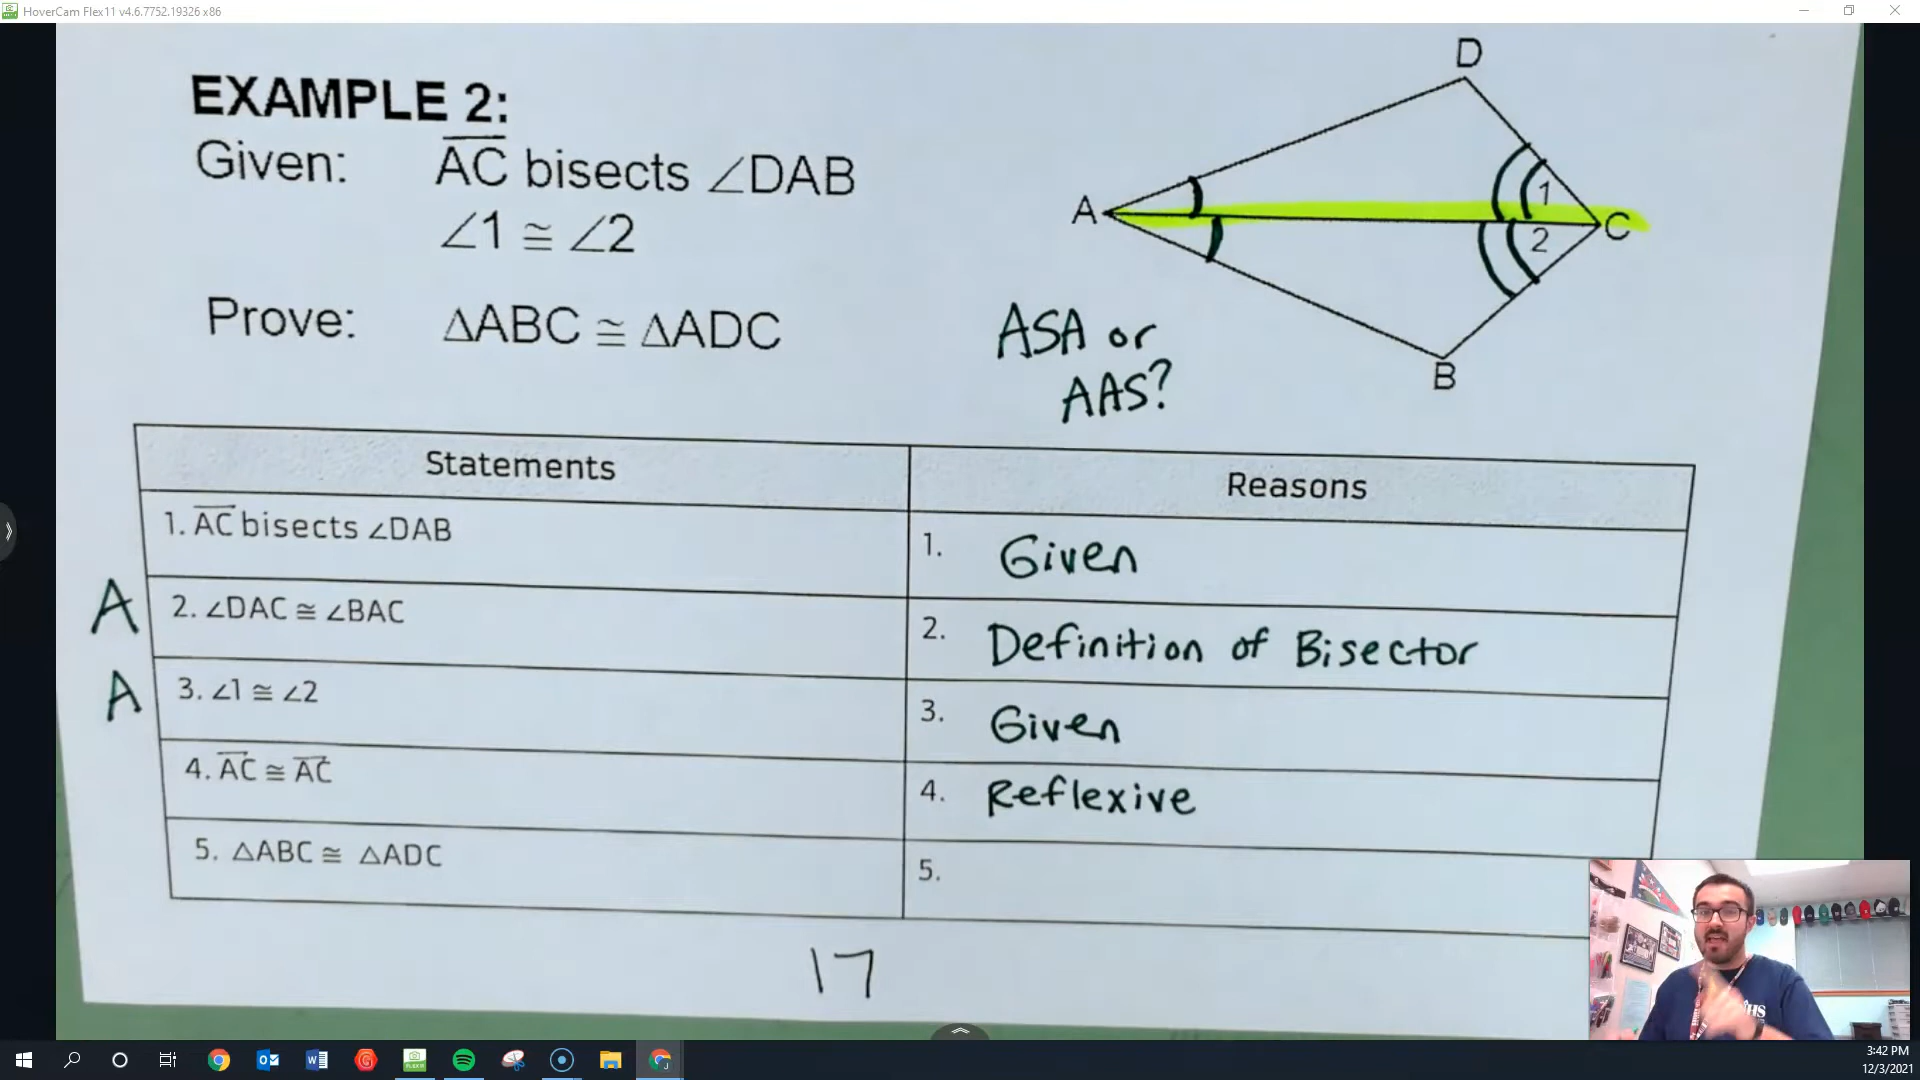 HoverCam Flex11 v4.6.7752.19326 x86
EXAMPLE 2:
Given: AC bisects ∠DAB
∠1 ≅ ∠2
Prove: △ABC ≅ △ADC
D
A
1
2
C
B
ASA or
AAS?
Statements Reasons
1. AC bisects ∠DAB 1. Given
A 2. ∠DAC ≅ ∠BAC 2. Definition of Bisector
A 3. ∠1 ≅ ∠2 3. Given
4. AC ≅ AC 4. Reflexive
5. △ABC ≅ △ADC 5.
17
3:42 PM
12/3/2021